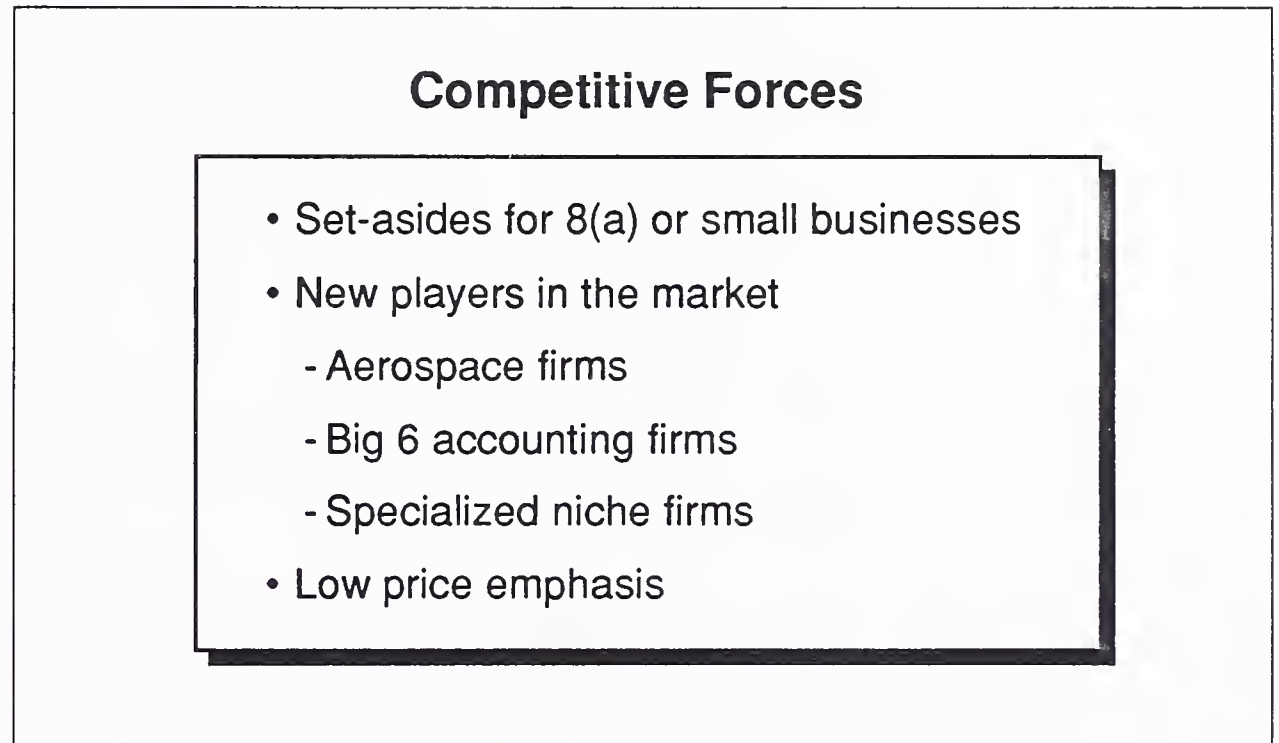 Competitive Forces
• Set-asides for 8(a) or small businesses
• New players in the market
- Aerospace firms
- Big 6 accounting firms
- Specialized niche firms
• Low price emphasis